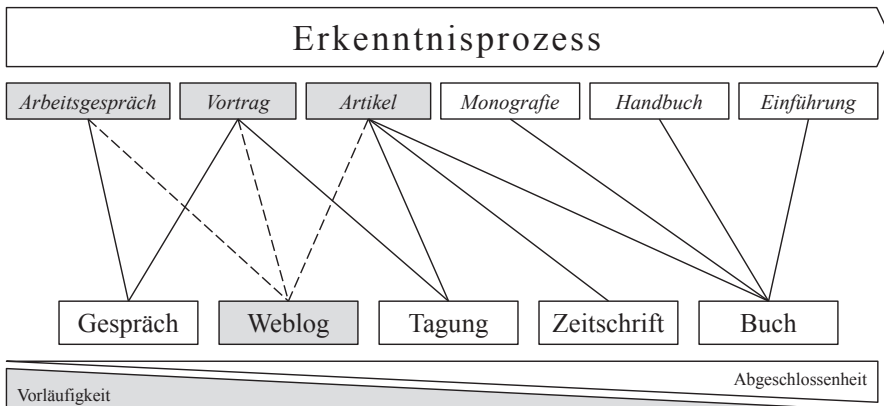 Erkenntnisprozess
Arbeitsgespräch Vortrag Artikel Monografie Handbuch Einführung
Gespräch Weblog Tagung Zeitschrift Buch
Abgeschlossenheit
Vorläufigkeit